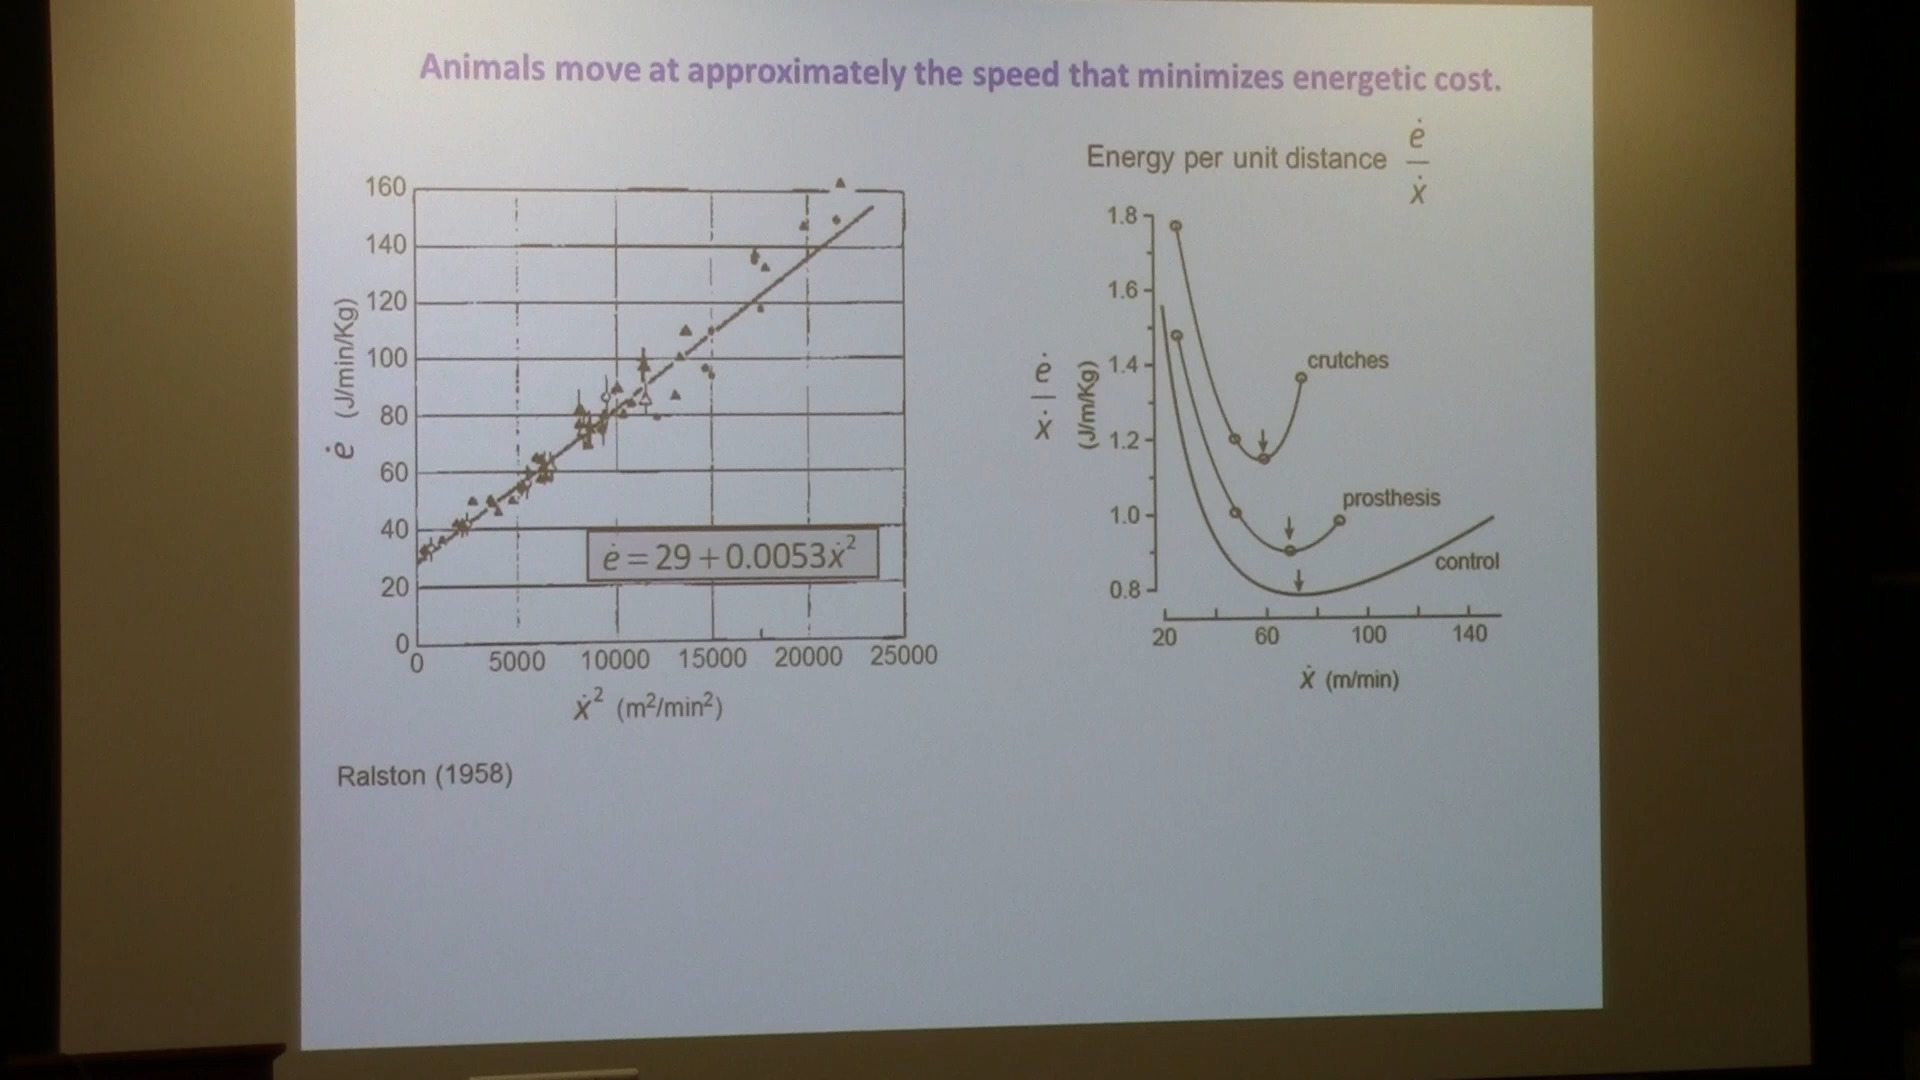 Animals move at approximately the speed that minimizes energetic cost.
160
140
120
100
80
60
40
20
0
ė (J/min/Kg)
0 5000 10000 15000 20000 25000
ẋ² (m²/min²)
ė = 29 + 0.0053ẋ²
Ralston (1958)
Energy per unit distance ė/ẋ
1.8
1.6
1.4
1.2
1.0
0.8
ė/ẋ (J/m/Kg)
crutches
prosthesis
control
20 60 100 140
ẋ (m/min)